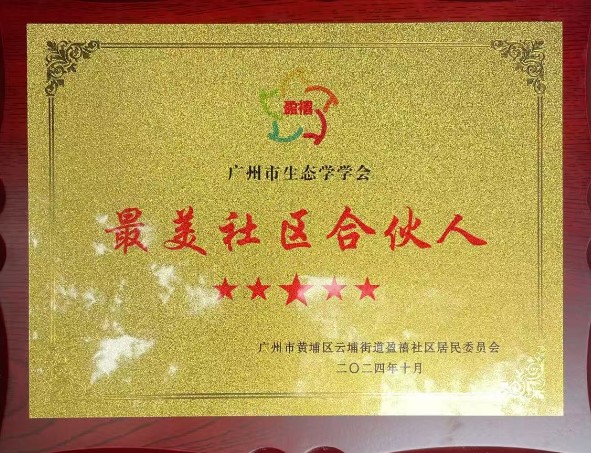 盈禧
广州市生态学学会
最美社区合伙人
广州市黄埔区云埔街道盈禧社区居民委员会
二〇二四年十月